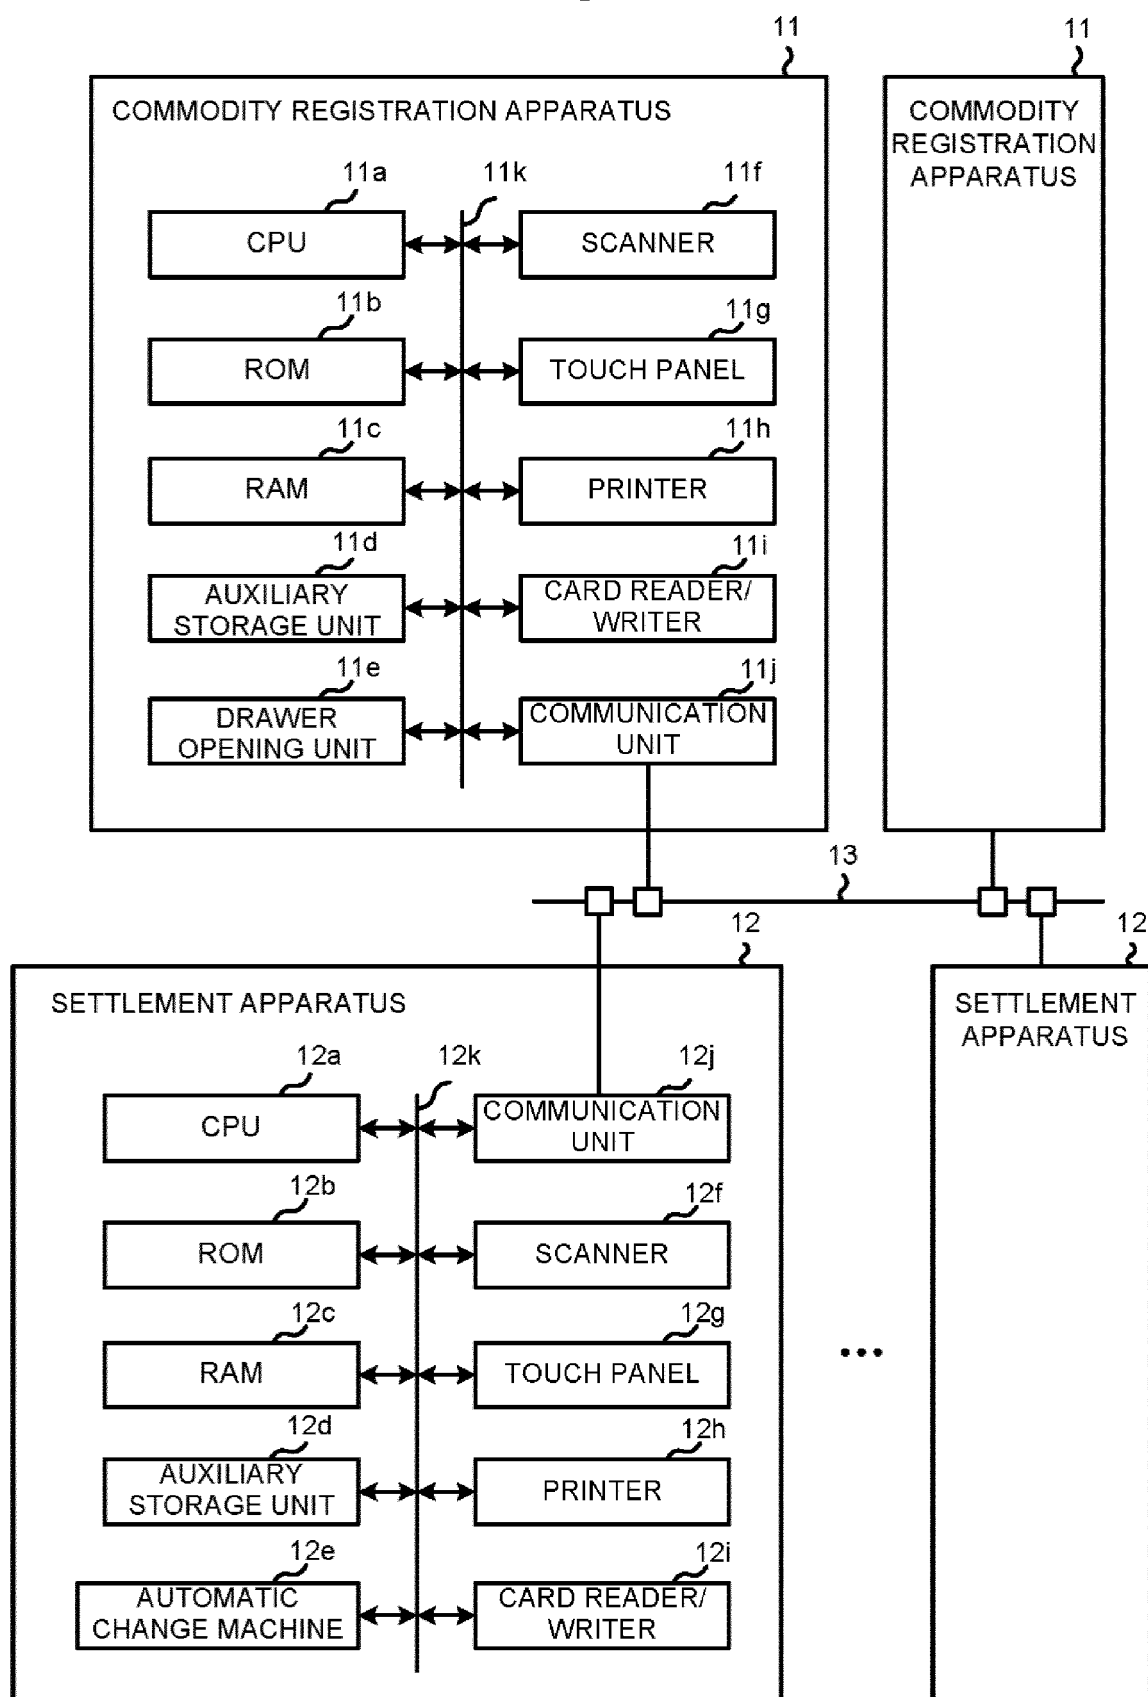 11
11
COMMODITY REGISTRATION APPARATUS
COMMODITY
REGISTRATION
APPARATUS
11a
11k
11f
CPU
SCANNER
11b
11g
ROM
TOUCH PANEL
11c
11h
RAM
PRINTER
11d
11i
AUXILIARY
STORAGE UNIT
CARD READER/
WRITER
11e
11j
DRAWER
OPENING UNIT
COMMUNICATION
UNIT
13
12
12
SETTLEMENT APPARATUS
SETTLEMENT
APPARATUS
12a
12k
12j
CPU
COMMUNICATION
UNIT
12b
12f
ROM
SCANNER
12c
12g
RAM
TOUCH PANEL
...
12d
12h
AUXILIARY
STORAGE UNIT
PRINTER
12e
12i
AUTOMATIC
CHANGE MACHINE
CARD READER/
WRITER